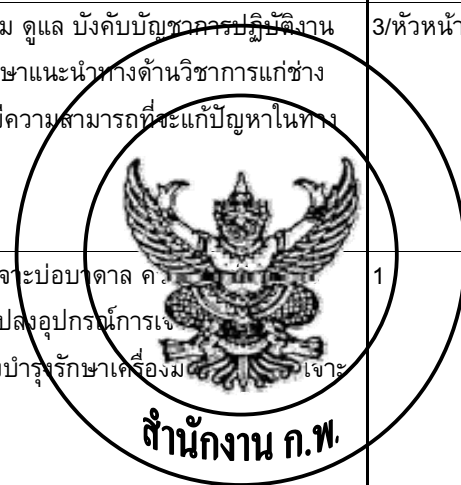 ม ดูแล บังคับบัญชาการปฏิบัติงาน 3/หัวหน้า
ษาแนะนำทางด้านวิชาการแก่ช่าง
มีความสามารถที่จะแก้ปัญหาในทาง
จาะบ่อบาดาล 1
ปลงอุปกรณ์การเจ
งบำรุงรักษาเครื่องม เจาะ
สำนักงาน ก.พ.